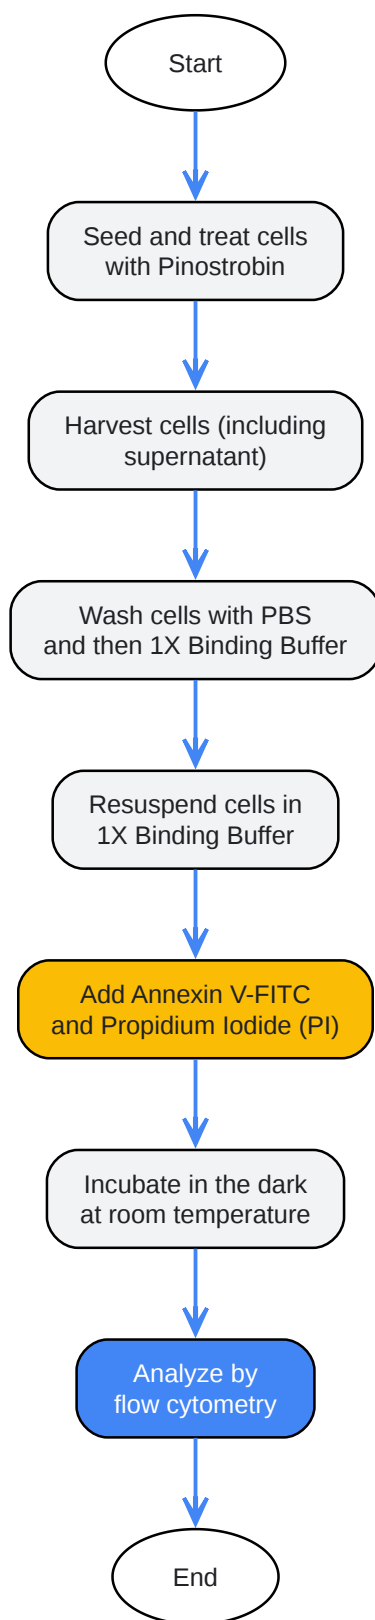 Start
Seed and treat cells
with Pinostrobin
Harvest cells (including
supernatant)
Wash cells with PBS
and then 1X Binding Buffer
Resuspend cells in
1X Binding Buffer
Add Annexin V-FITC
and Propidium Iodide (PI)
Incubate in the dark
at room temperature
Analyze by
flow cytometry
End